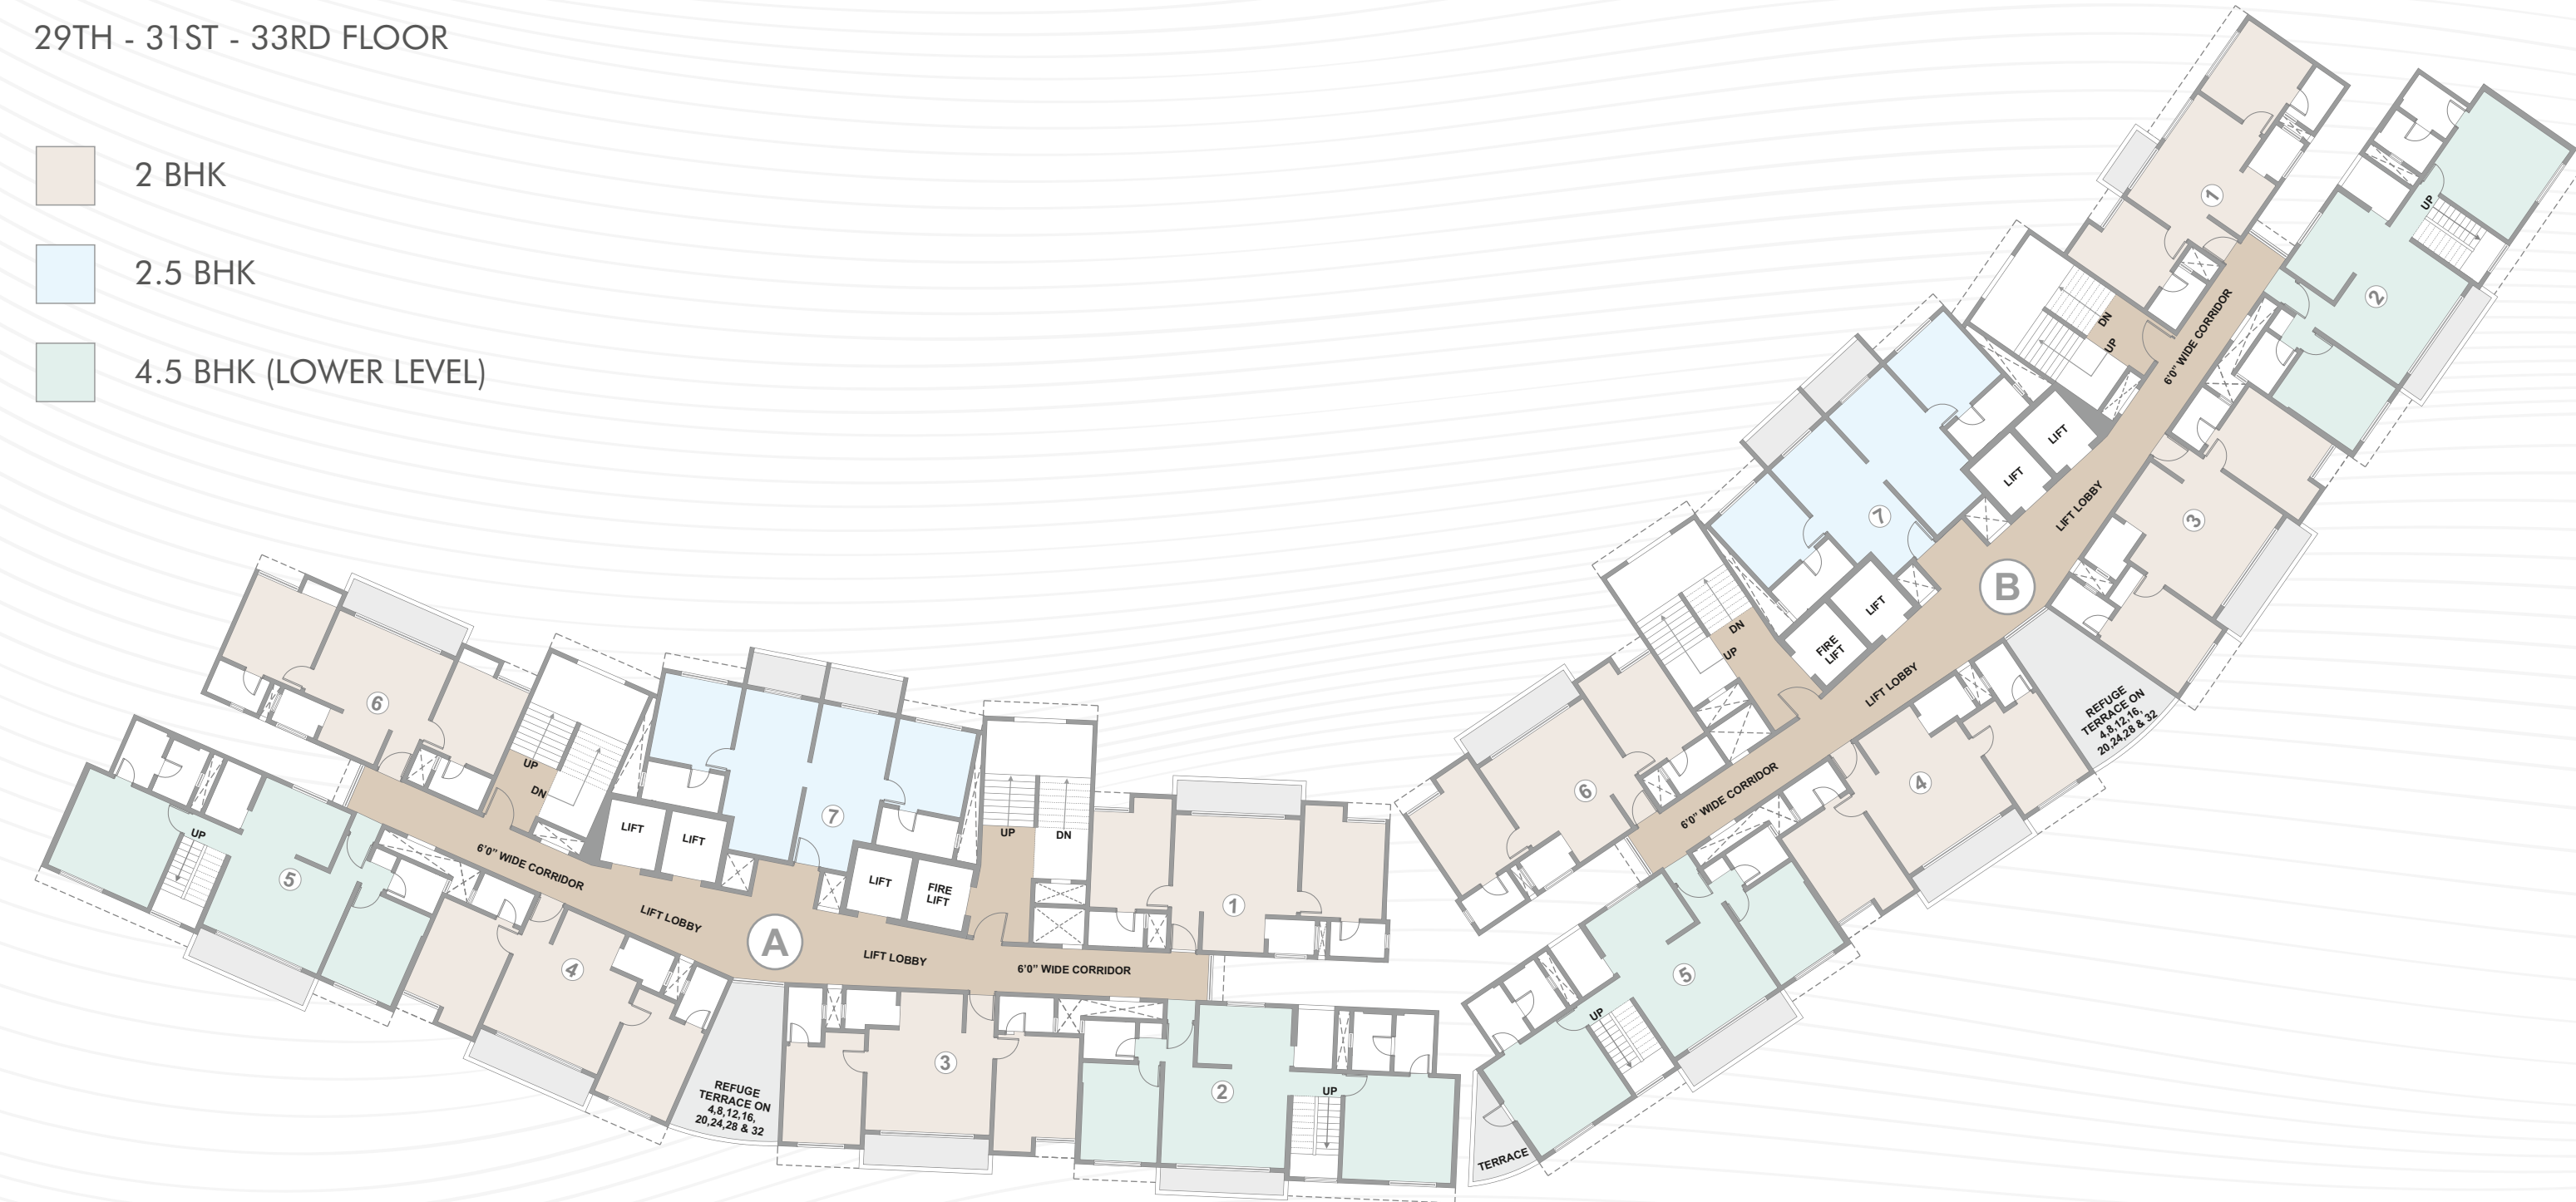 29TH - 31ST - 33RD FLOOR
2 BHK
2.5 BHK
4.5 BHK (LOWER LEVEL)
6
5
UP
UP
DN
6'0" WIDE CORRIDOR
4
LIFT
LIFT
7
LIFT LOBBY
A
LIFT
FIRE
LIFT
LIFT LOBBY
UP
DN
6'0" WIDE CORRIDOR
1
REFUGE
TERRACE ON
4,8,12,16,
20,24,28 & 32
3
2
UP
1
2
UP
DN
UP
6'0" WIDE CORRIDOR
LIFT
LIFT
7
LIFT LOBBY
3
B
LIFT
FIRE
LIFT
DN
UP
LIFT LOBBY
REFUGE
TERRACE ON
4,8,12,16,
20,24,28 & 32
6
6'0" WIDE CORRIDOR
4
5
UP
TERRACE